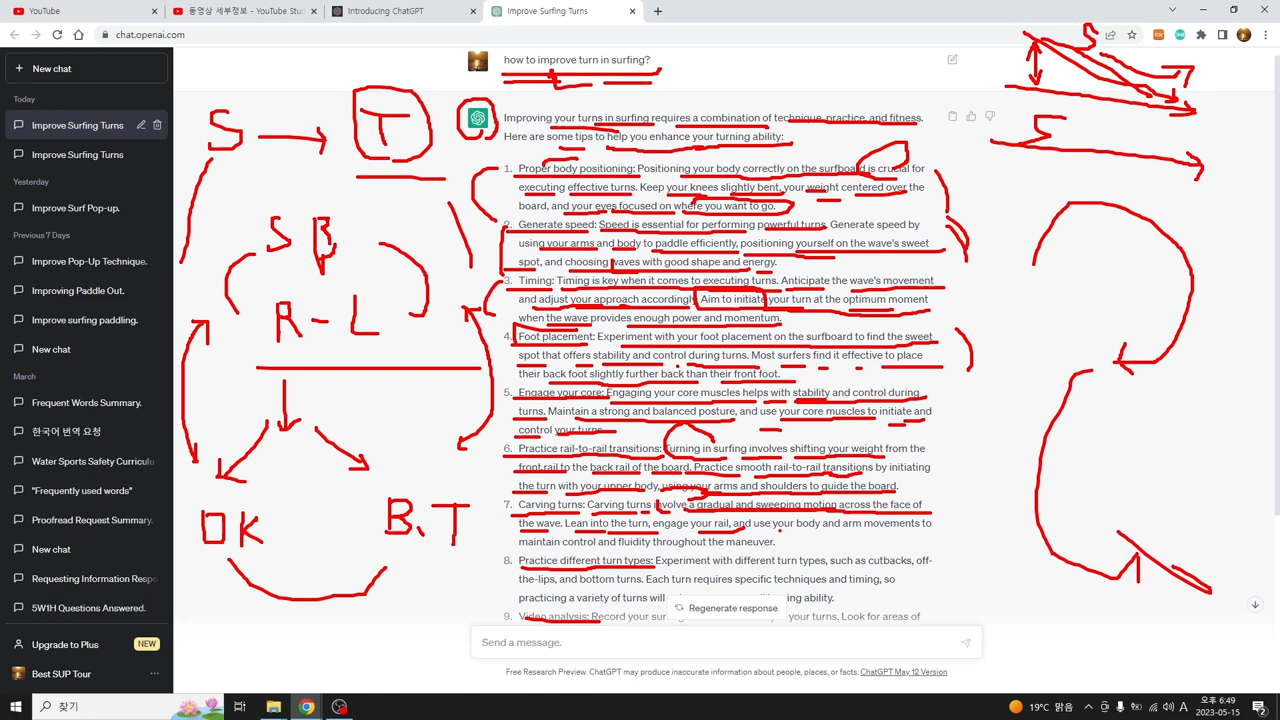 YouTube
동영상 세부정보 - YouTube Stu
Introducing ChatGPT
Improve Surfing Turns
chat.openai.com
New chat
Today
Improve Surfing Turns
Improve Surfing Turns
Yesterday
Improve Surf Pop-up.
Previous 7 Days
Improve Pop-Up Technique.
Improving Paddle Out.
Improving surfing paddling.
New chat
March
Frequent Words Summary.
한국어 번역 요청
Water Sports Safety Curriculu
"Frequently used words"
Proofread Request Summary.
New chat
Requesting Information Respo
5W1H Questions Answered.
Upgrade to Plus
NEW
Best SUP Tour
how to improve turn in surfing?
Improving your turns in surfing requires a combination of technique, practice, and fitness.
Here are some tips to help you enhance your turning ability:
1. Proper body positioning: Positioning your body correctly on the surfboard is crucial for
executing effective turns. Keep your knees slightly bent, your weight centered over the
board, and your eyes focused on where you want to go.
2. Generate speed: Speed is essential for performing powerful turns. Generate speed by
using your arms and body to paddle efficiently, positioning yourself on the wave's sweet
spot, and choosing waves with good shape and energy.
3. Timing: Timing is key when it comes to executing turns. Anticipate the wave's movement
and adjust your approach accordingly. Aim to initiate your turn at the optimum moment
when the wave provides enough power and momentum.
4. Foot placement: Experiment with your foot placement on the surfboard to find the sweet
spot that offers stability and control during turns. Most surfers find it effective to place
their back foot slightly further back than their front foot.
5. Engage your core: Engaging your core muscles helps with stability and control during
turns. Maintain a strong and balanced posture, and use your core muscles to initiate and
control your turns.
6. Practice rail-to-rail transitions: Turning in surfing involves shifting your weight from the
front rail to the back rail of the board. Practice smooth rail-to-rail transitions by initiating
the turn with your upper body, using your arms and shoulders to guide the board.
7. Carving turns: Carving turns involve a gradual and sweeping motion across the face of
the wave. Lean into the turn, engage your rail, and use your body and arm movements to
maintain control and fluidity throughout the maneuver.
8. Practice different turn types: Experiment with different turn types, such as cutbacks, off-
the-lips, and bottom turns. Each turn requires specific techniques and timing, so
practicing a variety of turns will
ing ability.
9. Video analysis: Record your
your turns. Look for areas of
Regenerate response
Send a message.
Free Research Preview. ChatGPT may produce inaccurate information about people, places, or facts. ChatGPT May 12 Version
S → T
S B
R - L
OK
B.T
S
찾기
19°C 맑음
A
오후 6:49
2023-05-15
2